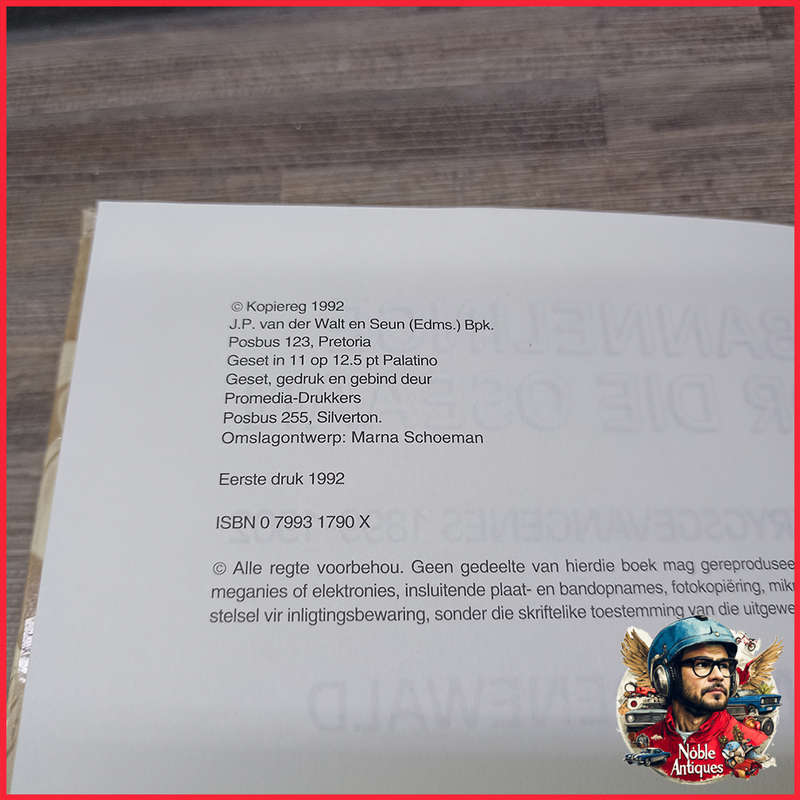 © Kopiereg 1992
J.P. van der Walt en Seun (Edms.) Bpk.
Posbus 123, Pretoria
Geset in 11 op 12.5 pt Palatino
Geset, gedruk en gebind deur
Promedia-Drukkers
Posbus 255, Silverton.
Omslagontwerp: Marna Schoeman
Eerste druk 1992
ISBN 0 7993 1790 X
© Alle regte voorbehou. Geen gedeelte van hierdie boek mag gereprodusee
meganies of elektronies, insluitende plaat- en bandopnames, fotokopiëring, mik
stelsel vir inligtingsbewaring, sonder die skriftelike toestemming van die uitgewe
Noble
Antiques